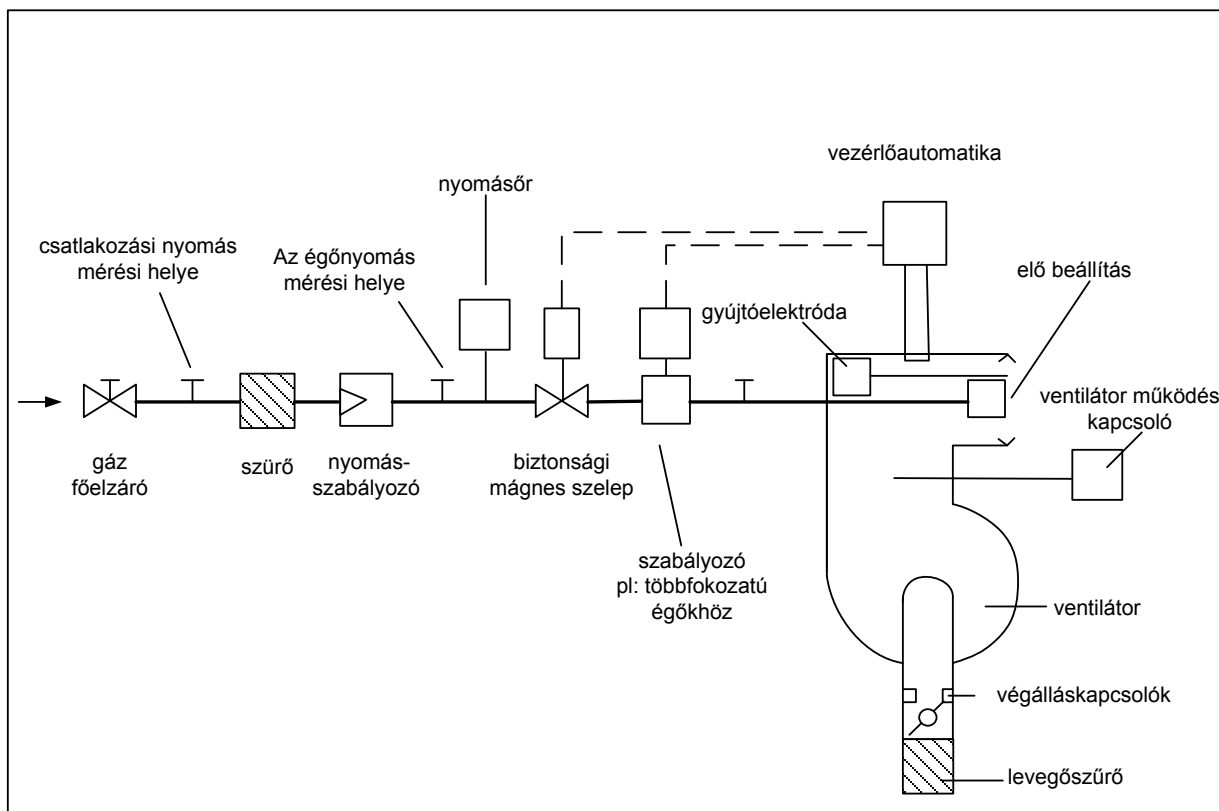 vezérlőautomatika
nyomásőr
csatlakozási nyomás
mérési helye
Az égőnyomás
mérési helye
elő beállítás
gyújtóelektróda
ventilátor működés
kapcsoló
gáz
főelzáró
szürő
nyomás-
szabályozó
biztonsági
mágnes szelep
szabályozó
pl: többfokozatú
égőkhöz
ventilátor
végálláskapcsolók
levegőszűrő